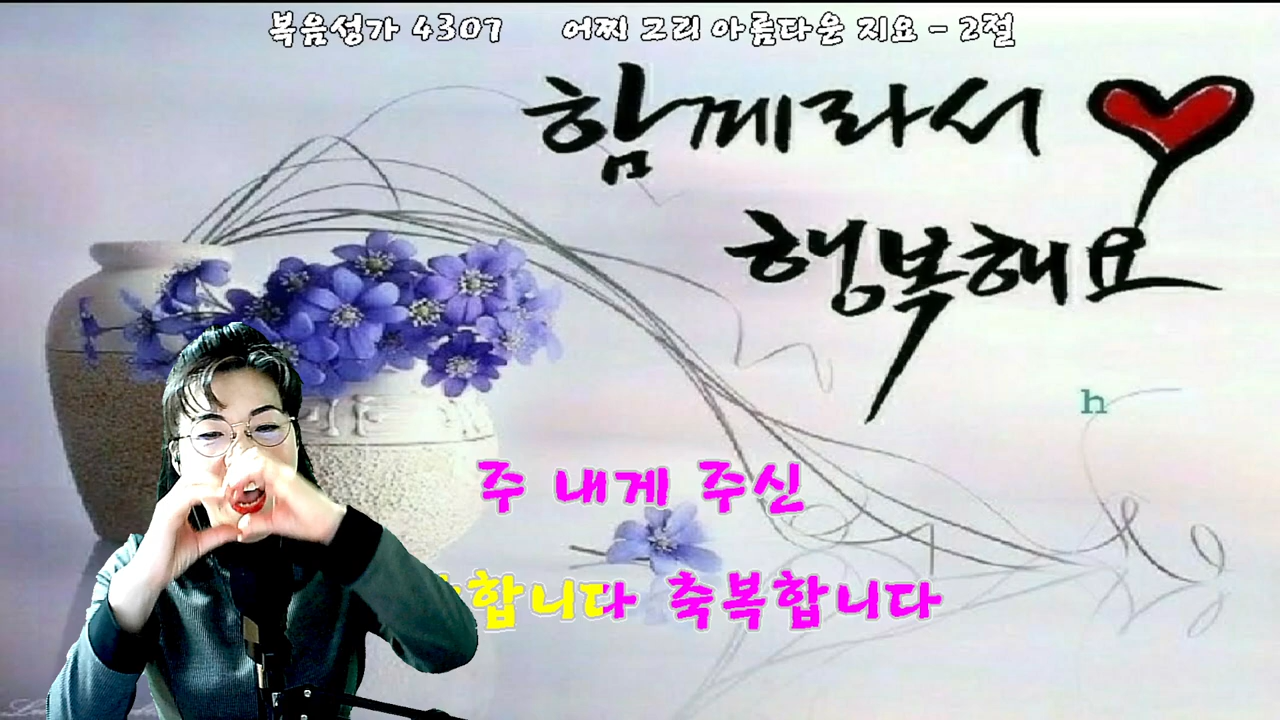 복음성가 4307 어찌 그리 아름다운 지요 - 2절
함께라서
행복해요
h
주 내게 주신
합니다 축복합니다